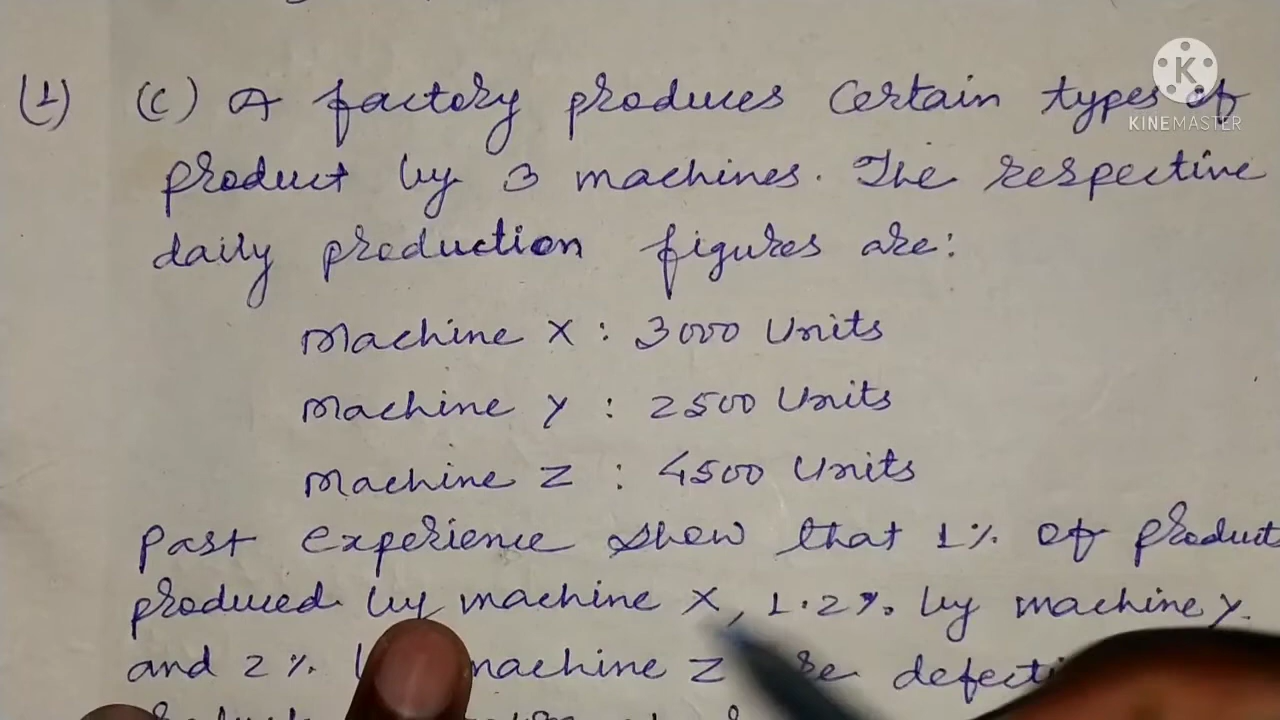 (1) (c) A factory produces certain types of
KINEMASTER
product by 3 machines. The respective
daily production figures are:
Machine X : 3000 Units
Machine Y : 2500 Units
Machine Z : 4500 Units
Past experience show that 1% of product
produced by machine X, 1.2% by machine Y.
and 2% machine Z